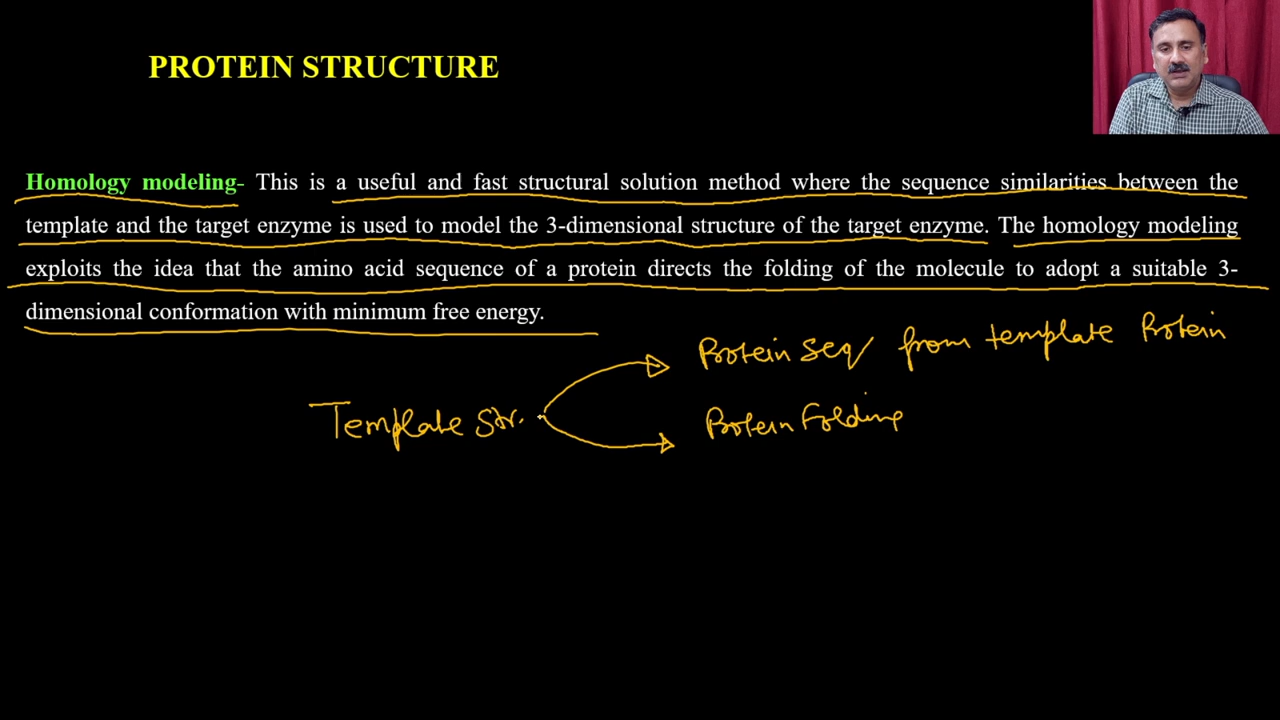 PROTEIN STRUCTURE
Homology modeling- This is a useful and fast structural solution method where the sequence similarities between the
template and the target enzyme is used to model the 3-dimensional structure of the target enzyme. The homology modeling
exploits the idea that the amino acid sequence of a protein directs the folding of the molecule to adopt a suitable 3-
dimensional conformation with minimum free energy.
Protein Seq from template Protein
Template Str.
Protein Folding